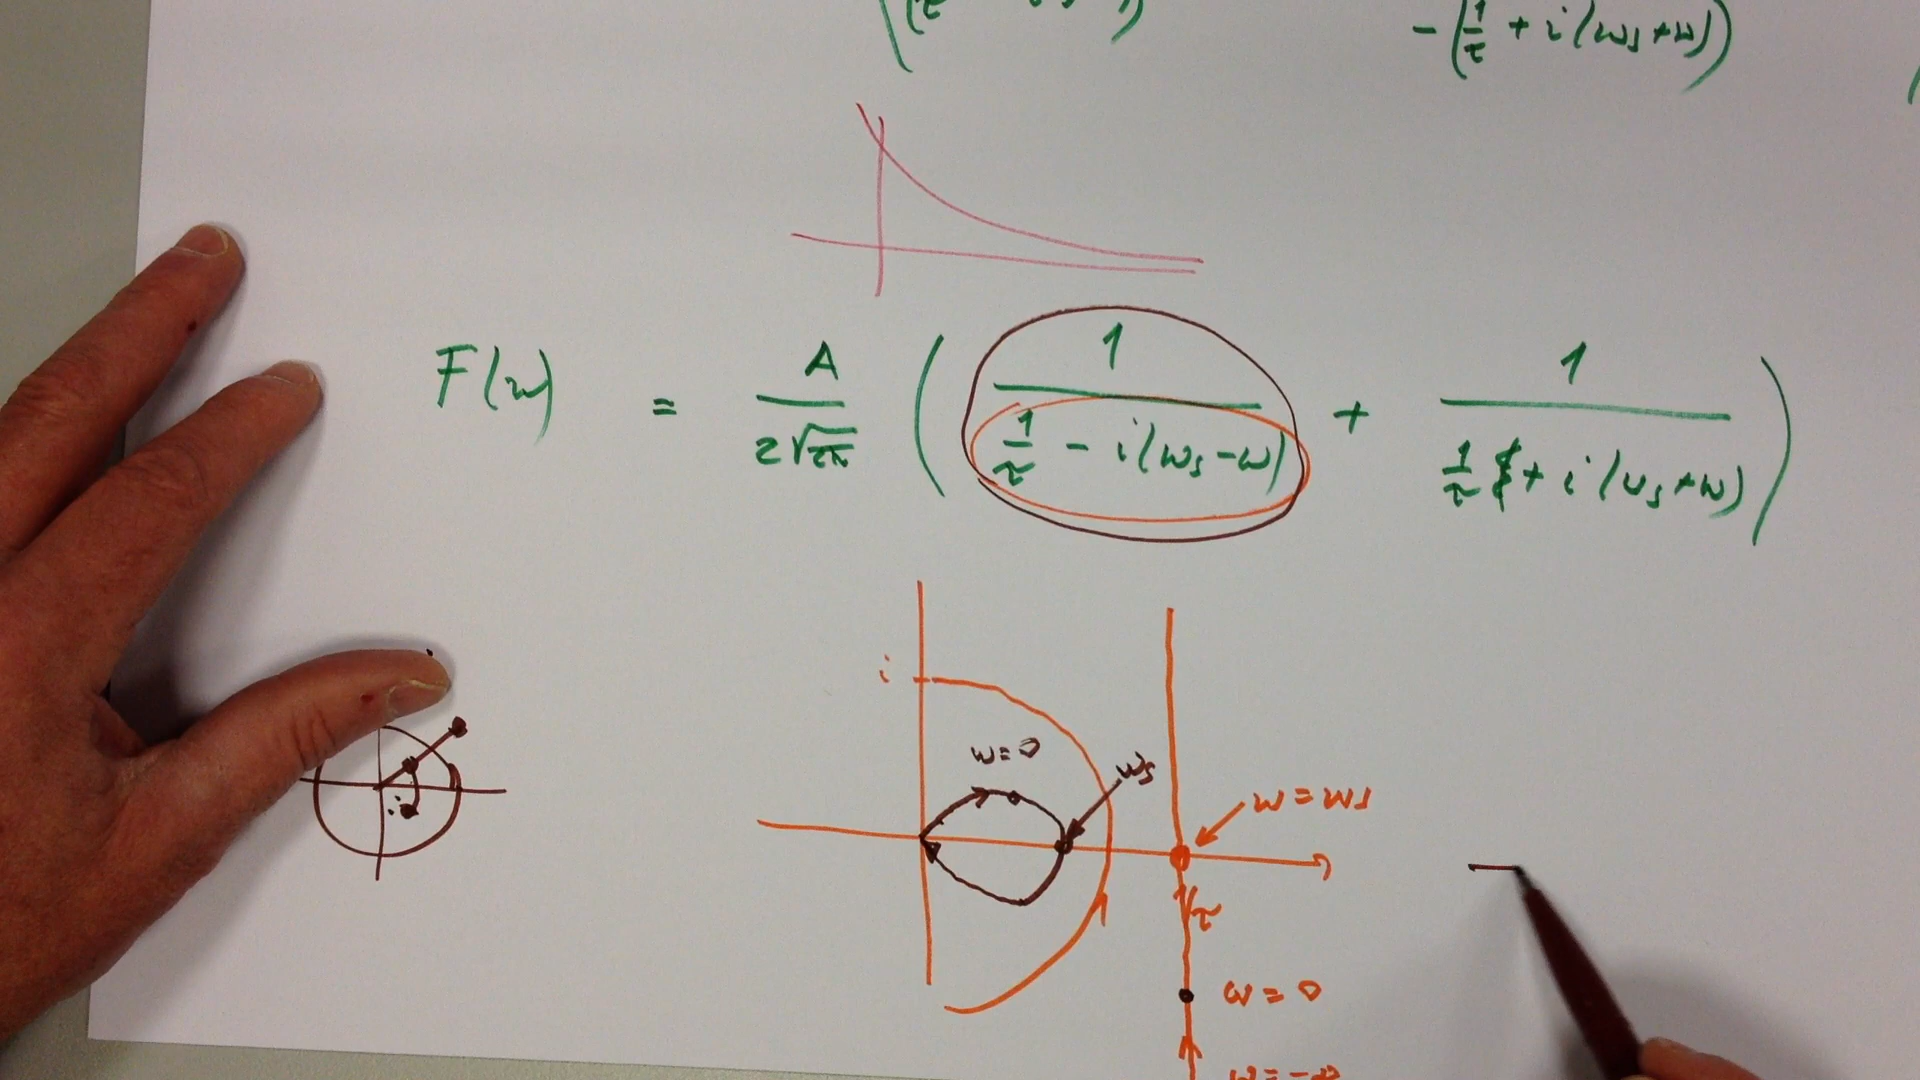 - (1/τ + i(ωs+ω))
F(ω) = A/(2√(2π)) ( 1/(1/τ - i(ωs-ω)) + 1/(1/τ + i(ωs+ω)) )
i
ω=0
ωs
ω=ωs
1/τ
ω=0
i
ω=-∞